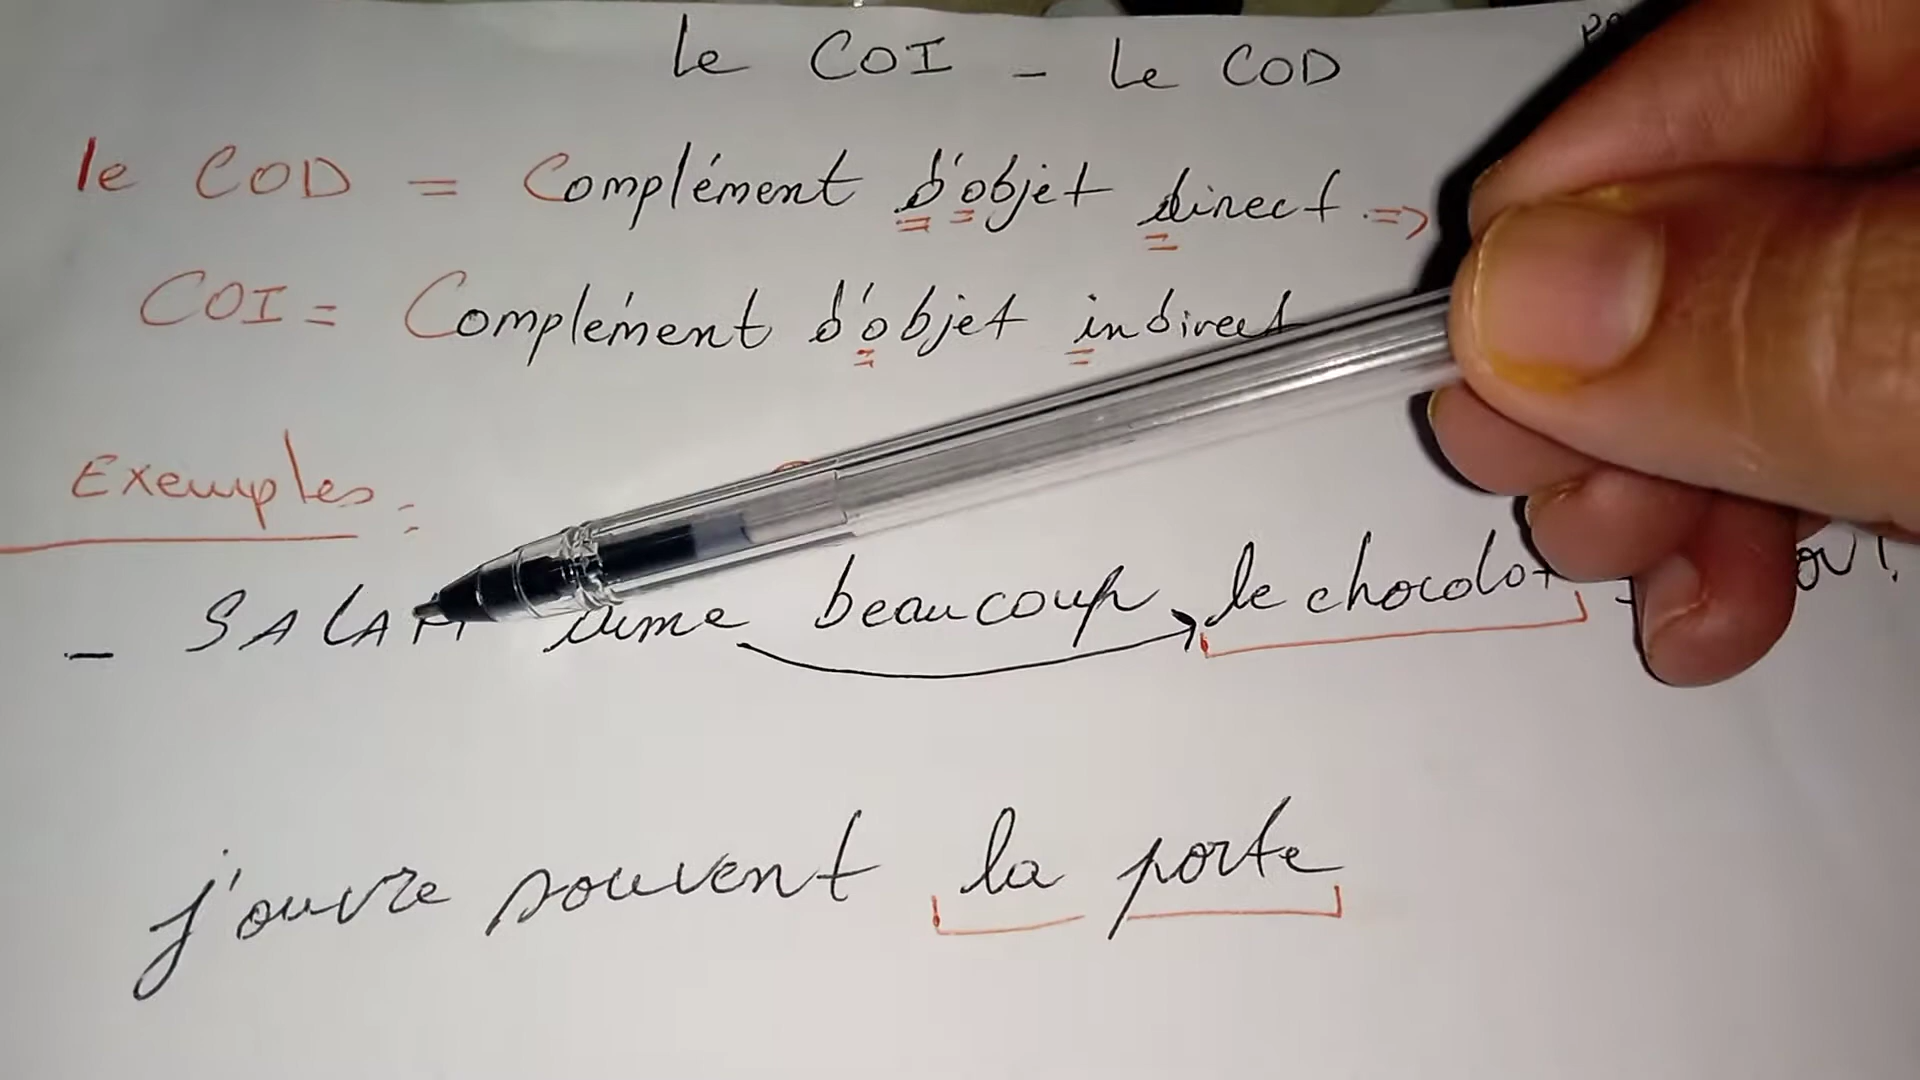 le COI - Le COD
le COD = Complément d'objet direct =>
COI = Complément d'objet indirect
Exemples :
- SALAH aime beaucoup le chocolat
j'ouvre souvent la porte